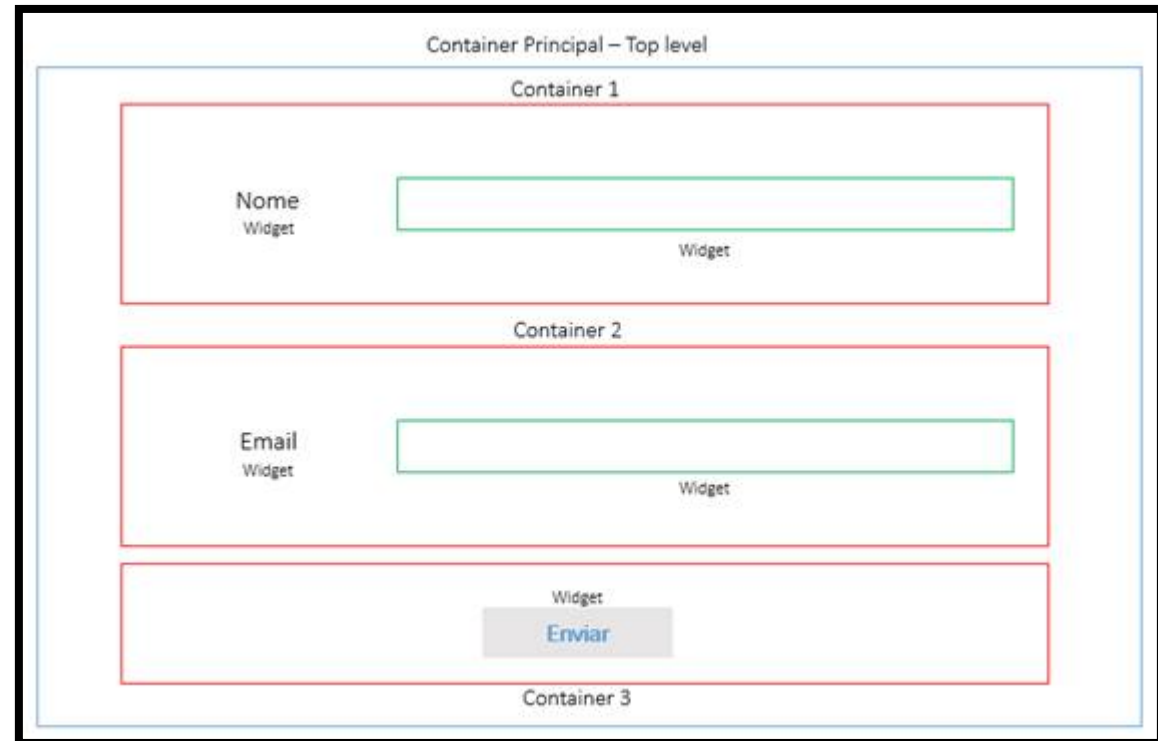 Container Principal – Top level
Container 1
Nome
Widget
Widget
Container 2
Email
Widget
Widget
Widget
Enviar
Container 3